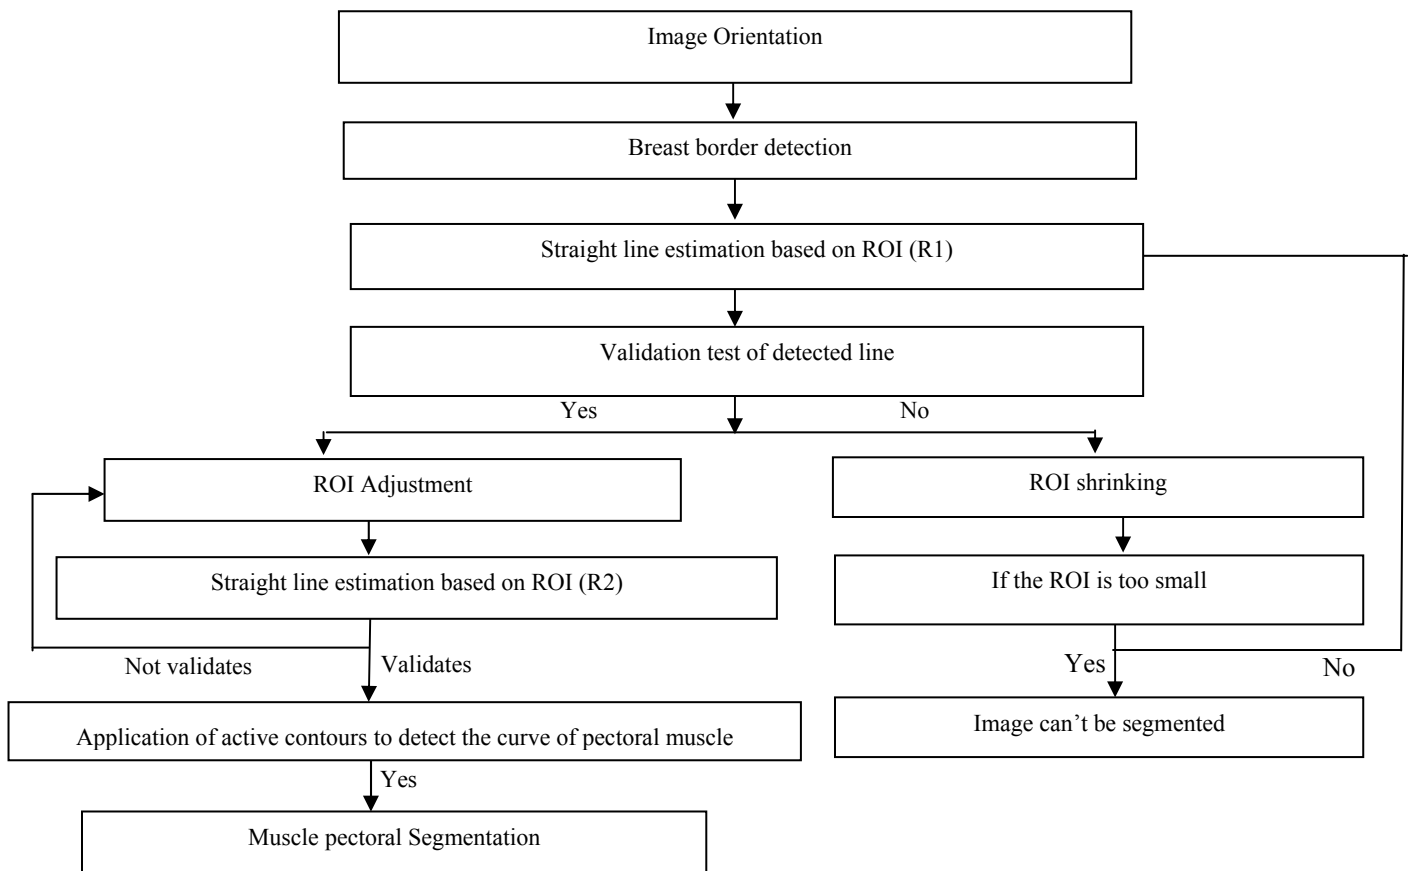 Image Orientation
Breast border detection
Straight line estimation based on ROI (R1)
Validation test of detected line
Yes
No
ROI Adjustment
ROI shrinking
Straight line estimation based on ROI (R2)
If the ROI is too small
Not validates
Validates
Yes
No
Application of active contours to detect the curve of pectoral muscle
Image can’t be segmented
Yes
Muscle pectoral Segmentation